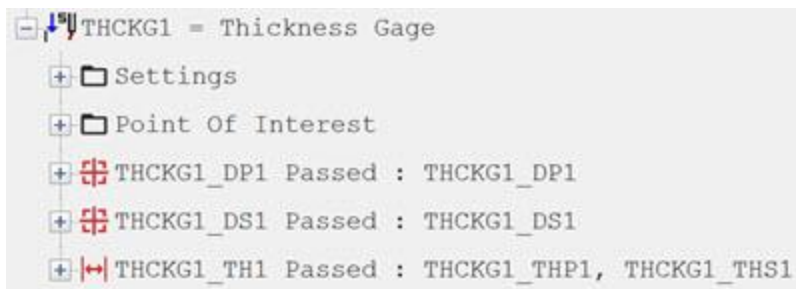 THCKG1 = Thickness Gage
Settings
Point Of Interest
THCKG1_DP1 Passed : THCKG1_DP1
THCKG1_DS1 Passed : THCKG1_DS1
THCKG1_TH1 Passed : THCKG1_THP1, THCKG1_THS1